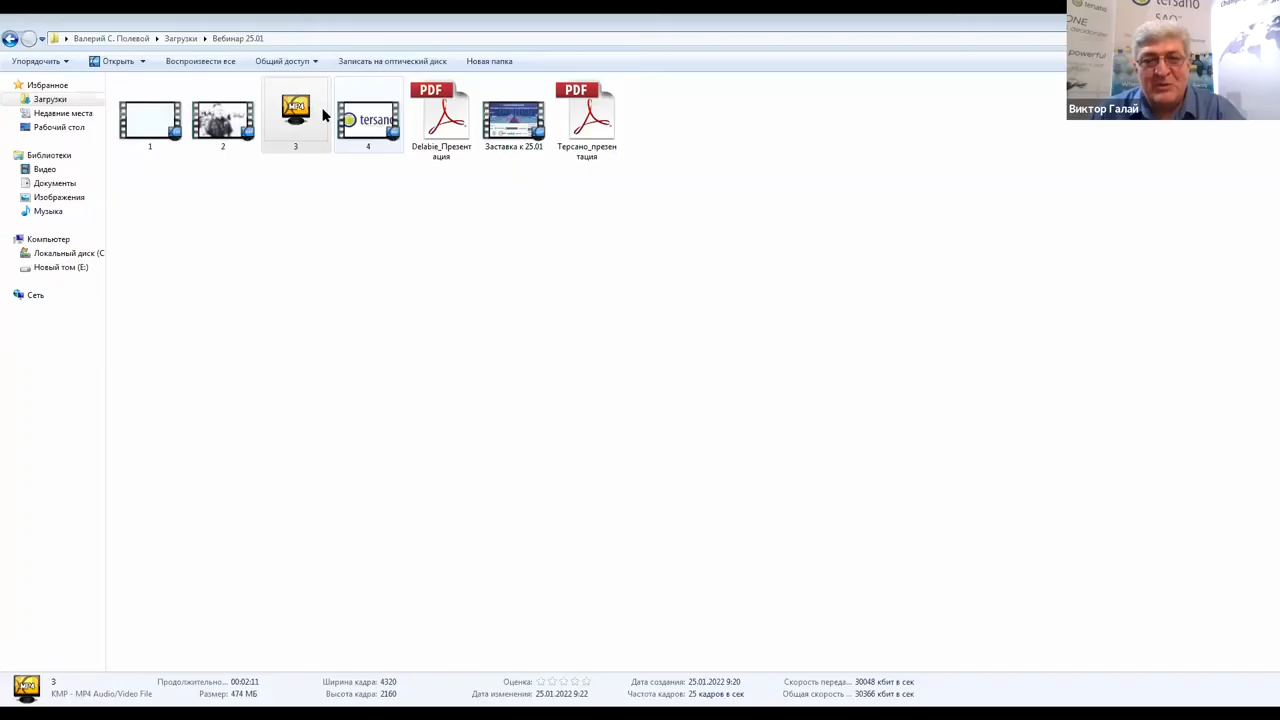 Валерий С. Полевой
Загрузки
Вебинар 25.01
Упорядочить
Открыть
Воспроизвести все
Общий доступ
Записать на оптический диск
Новая папка
Избранное
Загрузки
Недавние места
Рабочий стол
Библиотеки
Видео
Документы
Изображения
Музыка
Компьютер
Локальный диск (C
Новый том (E:)
Сеть
MP4
tersano
PDF
PDF
1
2
3
4
Delabie_Презент
ация
Заставка к 25.01
Терсано_презен
тация
tersano
SAO
ONE
deodorizer
powerful
Виктор Галай
3
KMP - MP4 Audio/Video File
Продолжительно... 00:02:11
Размер: 474 МБ
Ширина кадра: 4320
Высота кадра: 2160
Оценка:
Дата изменения: 25.01.2022 9:22
Дата создания: 25.01.2022 9:20
Частота кадров: 25 кадров в сек
Скорость переда... 30048 кбит в сек
Общая скорость ... 30366 кбит в сек